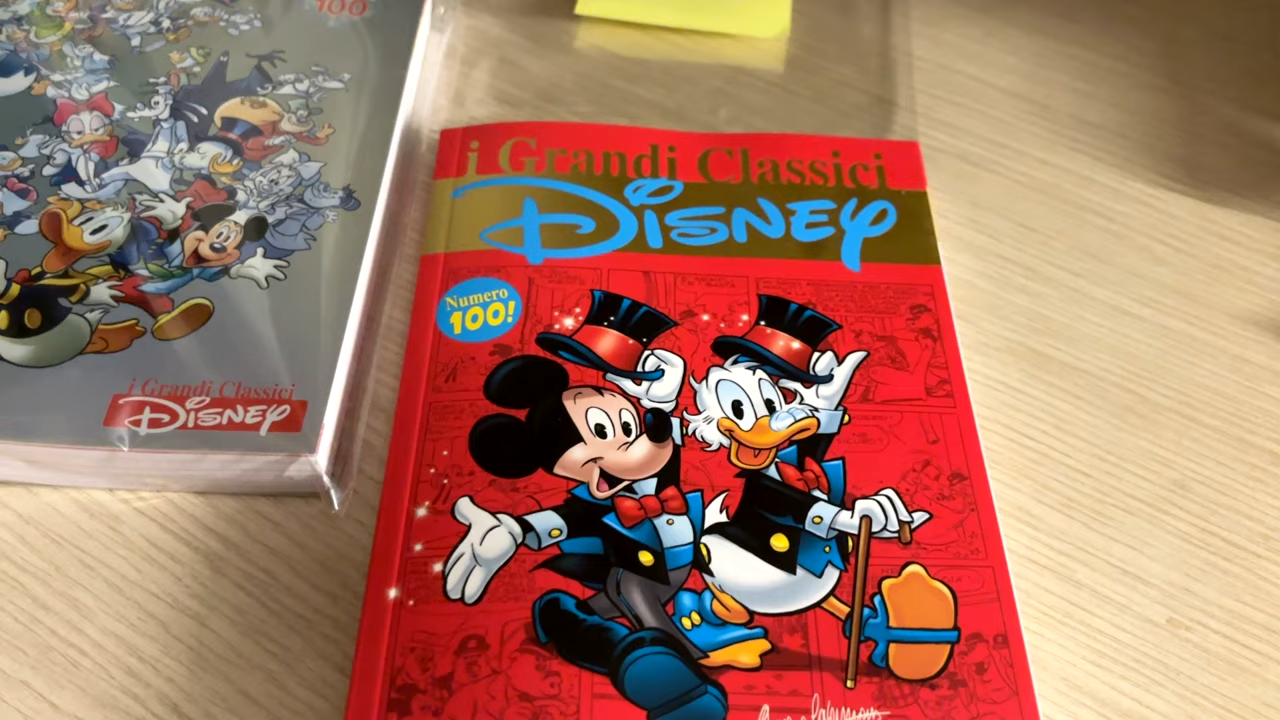 100
i Grandi Classici
DISNEY
i Grandi Classici
DISNEY
Numero
100!